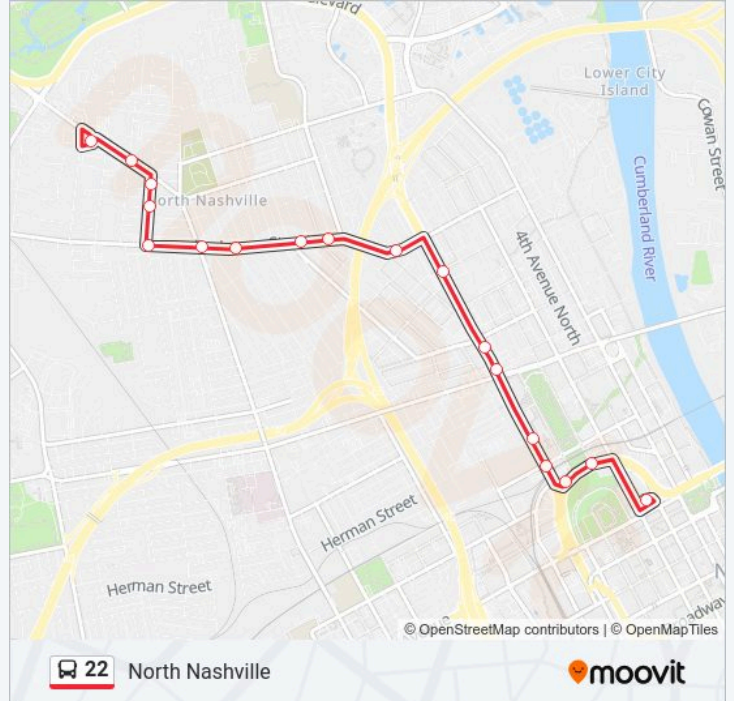 Lower City
Island
Cowan Street
Cumberland River
orth Nashville
4th Avenue North
Herman Street
Herman Street
© OpenStreetMap contributors | © OpenMapTiles
22 North Nashville
moovit